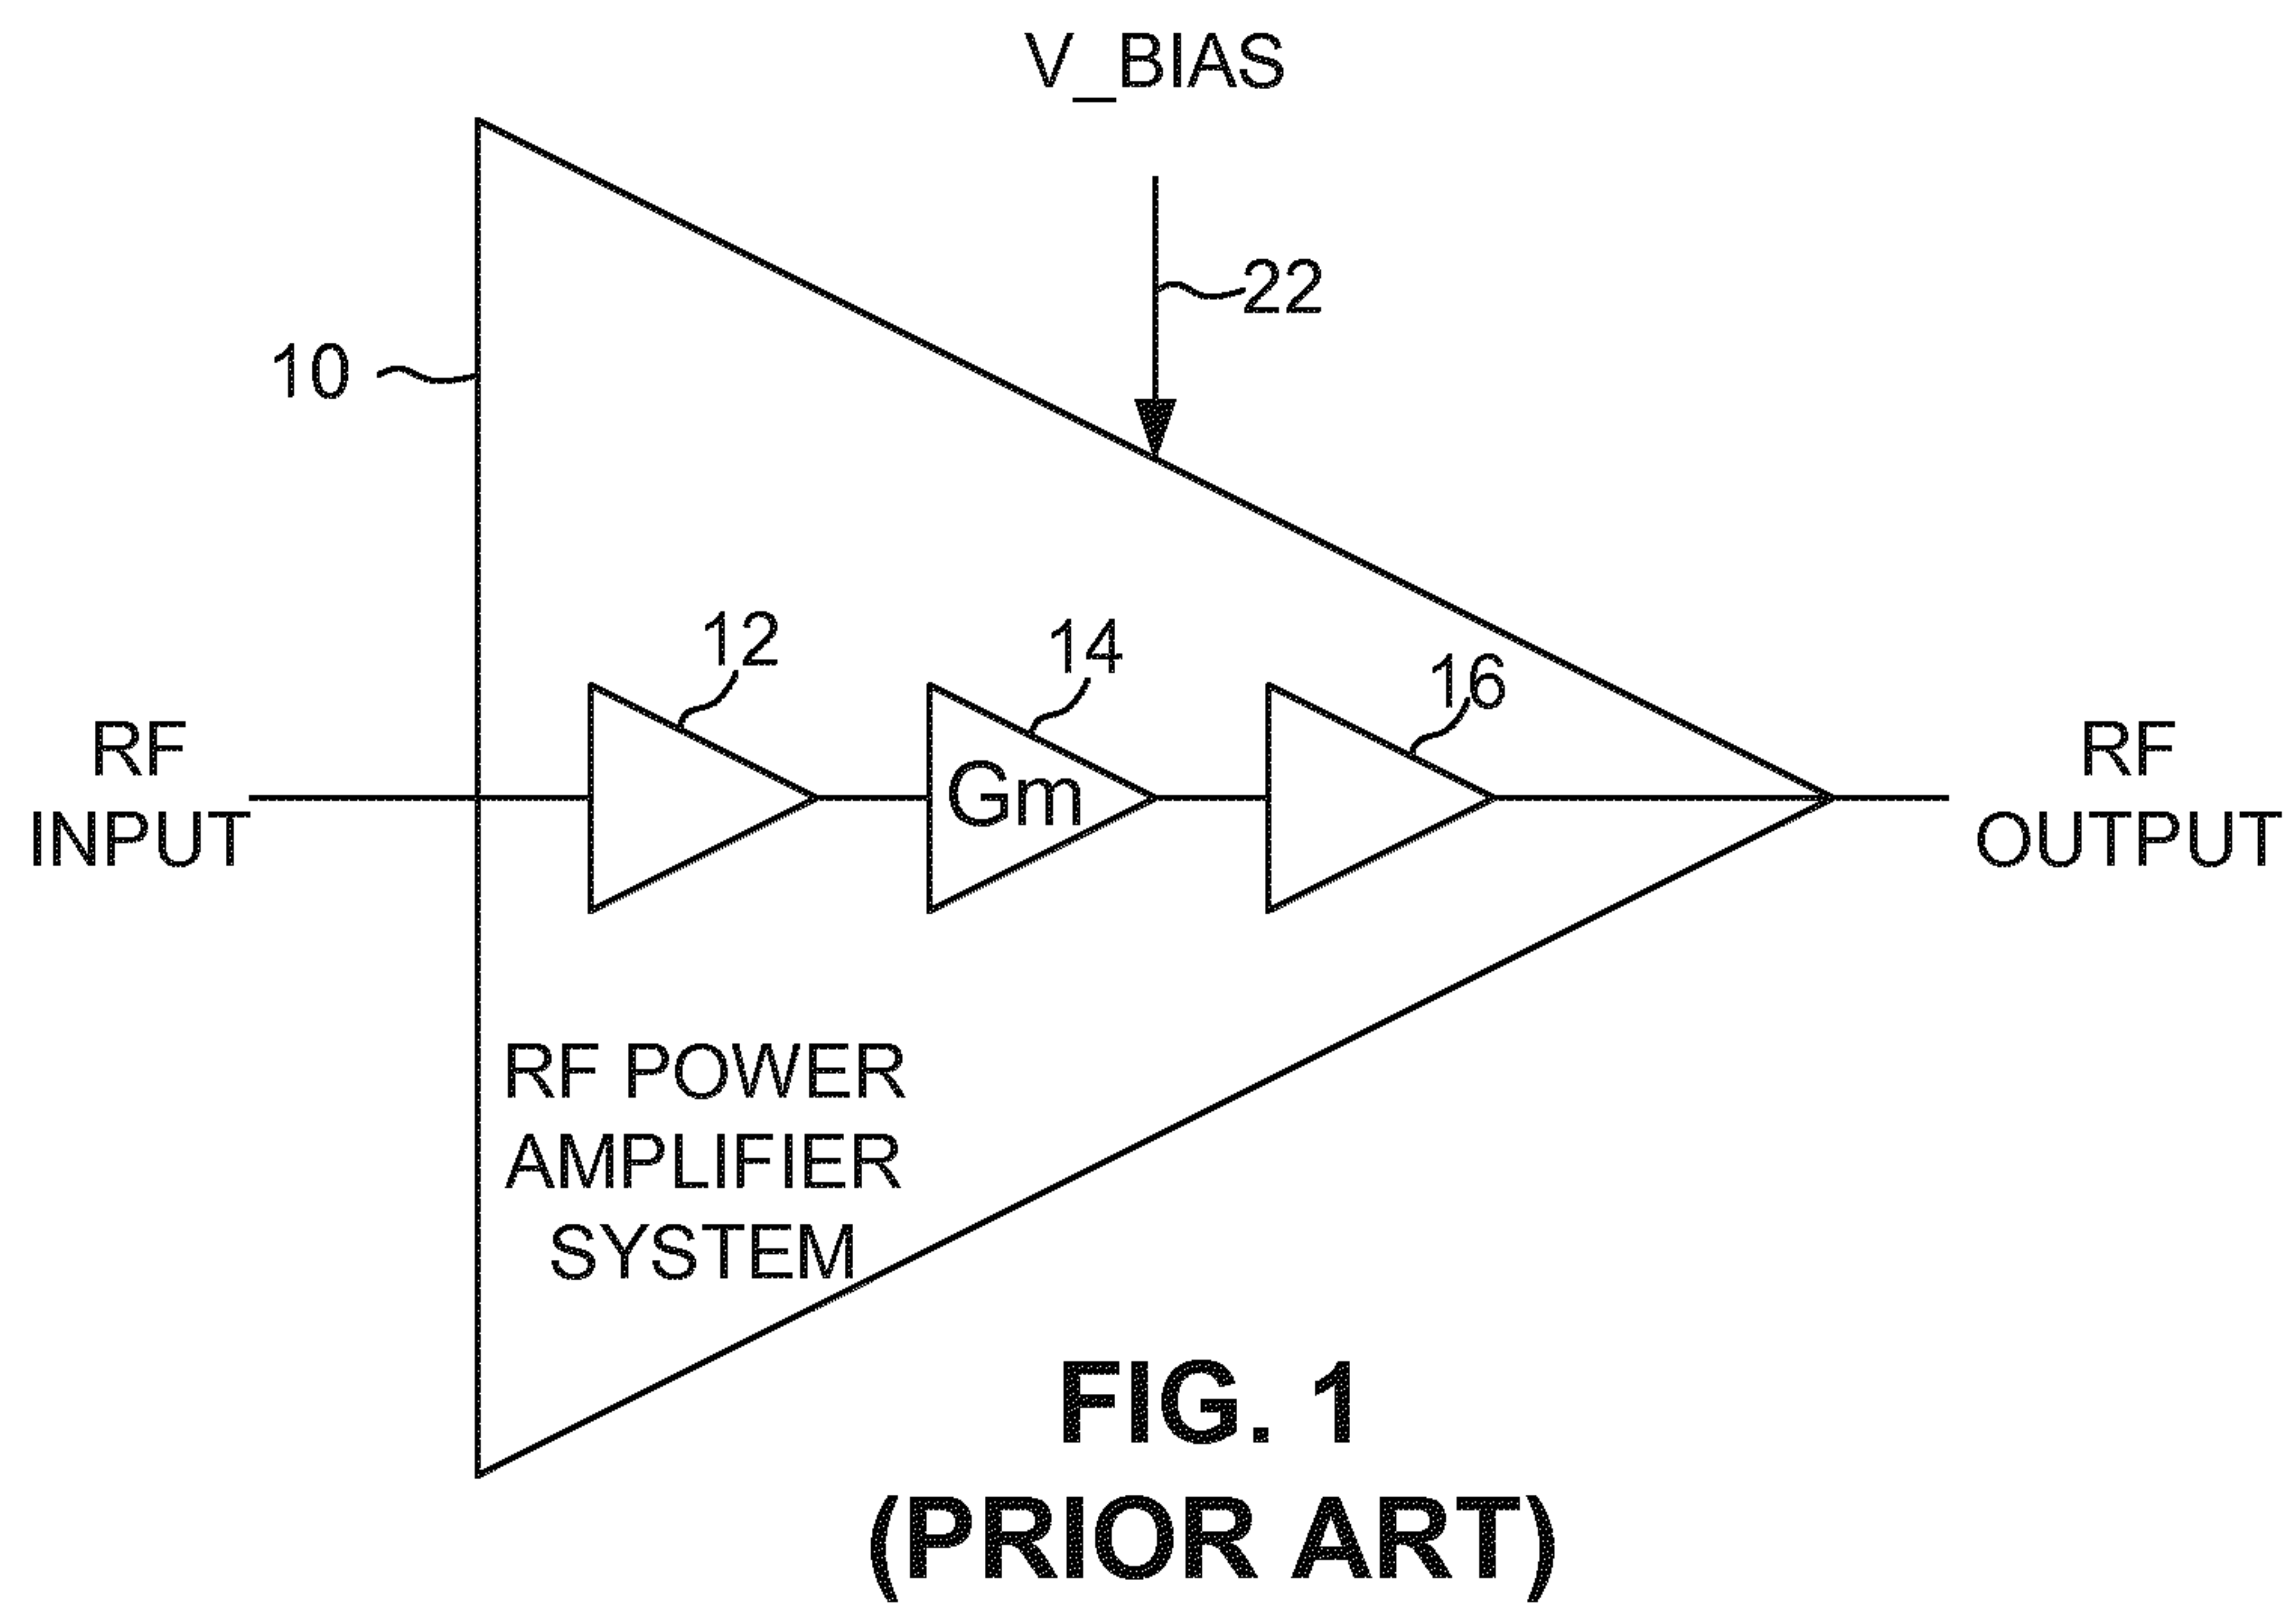 V_BIAS
22
10
12
14
16
Gm
RF
INPUT
RF
OUTPUT
RF POWER
AMPLIFIER
SYSTEM
FIG. 1
(PRIOR ART)